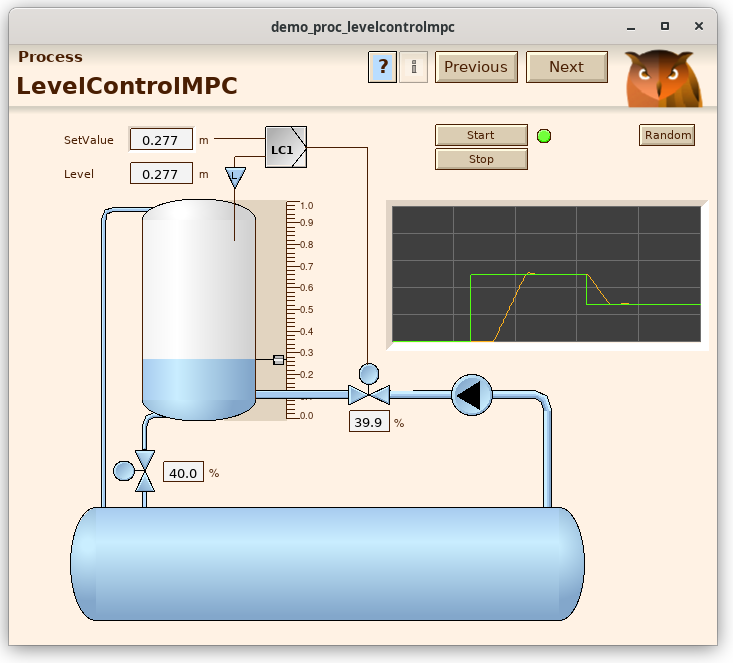 demo_proc_levelcontrolmpc
Process
LevelControlMPC
?
i
Previous
Next
SetValue 0.277 m
LC1
Start
Random
Stop
Level 0.277 m
L
1.0
0.9
0.8
0.7
0.6
0.5
0.4
0.3
0.2
0.0
39.9 %
40.0 %